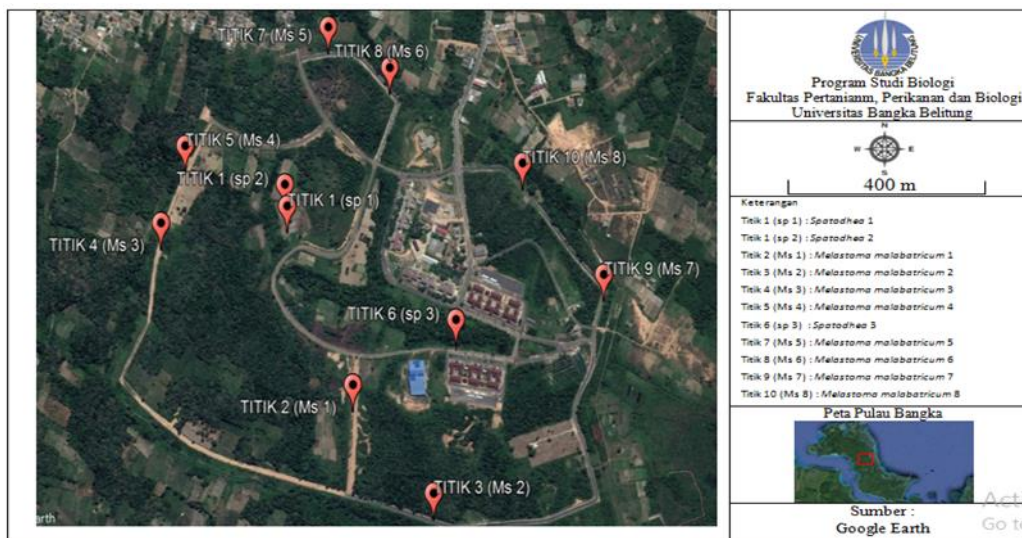 TITIK 7 (Ms 5)
TITIK 8 (Ms 6)
TITIK 5 (Ms 4)
TITIK 10 (Ms 8)
TITIK 1 (sp 2)
TITIK 1 (sp 1)
TITIK 4 (Ms 3)
TITIK 9 (Ms 7)
TITIK 6 (sp 3)
TITIK 2 (Ms 1)
TITIK 3 (Ms 2)
earth
UNIVERSITAS BANGKA BELITUNG
Program Studi Biologi
Fakultas Pertanianm, Perikanan dan Biologi
Universitas Bangka Belitung
N
W E
S
400 m
Keterangan
Titik 1 (sp 1) : Spatodhea 1
Titik 1 (sp 2) : Spatodhea 2
Titik 2 (Ms 1) : Melastoma malabatricum 1
Titik 3 (Ms 2) : Melastoma malabatricum 2
Titik 4 (Ms 3) : Melastoma malabatricum 3
Titik 5 (Ms 4) : Melastoma malabatricum 4
Titik 6 (sp 3) : Spatodhea 3
Titik 7 (Ms 5) : Melastoma malabatricum 5
Titik 8 (Ms 6) : Melastoma malabatricum 6
Titik 9 (Ms 7) : Melastoma malabatricum 7
Titik 10 (Ms 8) : Melastoma malabatricum 8
Peta Pulau Bangka
Sumber :
Google Earth
Act
Go to